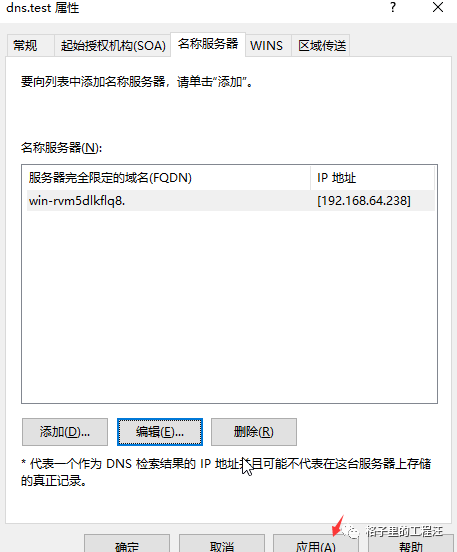 dns.test 属性
?
常规
起始授权机构(SOA)
名称服务器
WINS
区域传送
要向列表中添加名称服务器，请单击“添加”。
名称服务器(N):
服务器完全限定的域名(FQDN)
IP 地址
win-rvm5dlkflq8.
[192.168.64.238]
添加(D)...
编辑(E)...
删除(R)
* 代表一个作为 DNS 检索结果的 IP 地址并且可能不代表在这台服务器上存储
的真正记录。
格子里的工程汪
确定
取消
应用(A)
帮助